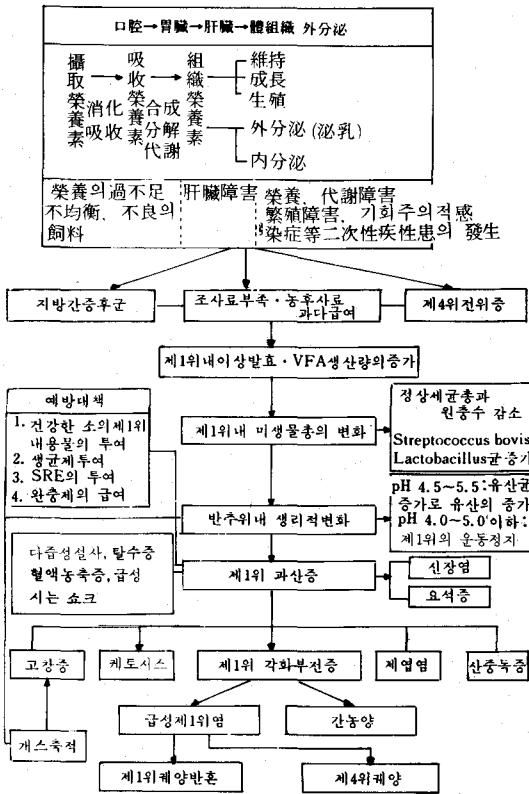 口腔→胃臟→肝臟→體組織 外分泌
攝取榮養素
消化
吸收
吸收榮養素
合成
分解
代謝
組織榮養素
維持
成長
生殖
外分泌 (泌乳)
内分泌
榮養의過不足
不均衡, 不良의
飼料
肝臟障害
榮養、代謝障害
繁殖障害, 기회주의적感
染症等二次性疾性患의 發生
지방간증후군
조사료부족·농후사료
과다급여
제4위전위증
제1위내이상발효·VFA생산량의증가
예방대책
1. 건강한 소의제1위
내용물의 투여
2. 생균제투여
3. SRE의 투여
4. 완충제의 급여
제1위내 미생물총의 변화
정상세균총과
원충수 감소
Streptococcus bovis
Lactobacillus균증가
반추위내 생리적변화
pH 4.5~5.5:유산균
증가로 유산의 증가
pH 4.0~5.0이하:
제1위의 운동정지
다즙성설사, 탈수증
혈액농축증, 급성
시는 쇼크
제1위 과산증
신장염
요석증
고창증
케토시스
제1위 각화부전증
제엽염
산중독증
개스축적
급성제1위염
간농양
제1위궤양반혼
제4위궤양